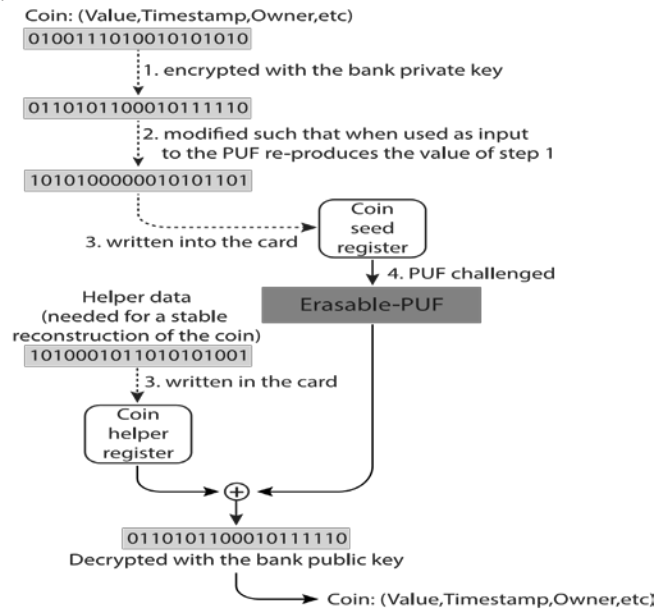 Coin: (Value,Timestamp,Owner,etc)
0100111010010101010
1. encrypted with the bank private key
0110101100010111110
2. modified such that when used as input
to the PUF re-produces the value of step 1
1010100000010101101
3. written into the card
Coin
seed
register
4. PUF challenged
Erasable-PUF
Helper data
(needed for a stable
reconstruction of the coin)
1010001011010101001
3. written in the card
Coin
helper
register
+
0110101100010111110
Decrypted with the bank public key
Coin: (Value,Timestamp,Owner,etc)